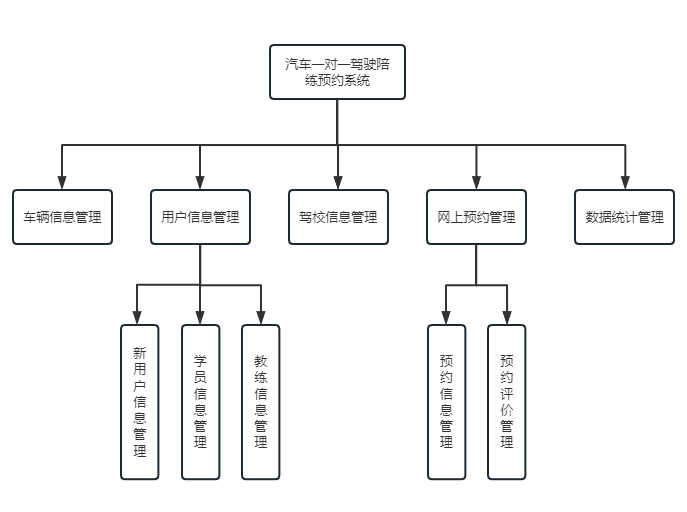 汽车一对一驾驶陪
练预约系统
车辆信息管理
用户信息管理
驾校信息管理
网上预约管理
数据统计管理
新用户信息管理
学员信息管理
教练信息管理
预约信息管理
预约评价管理